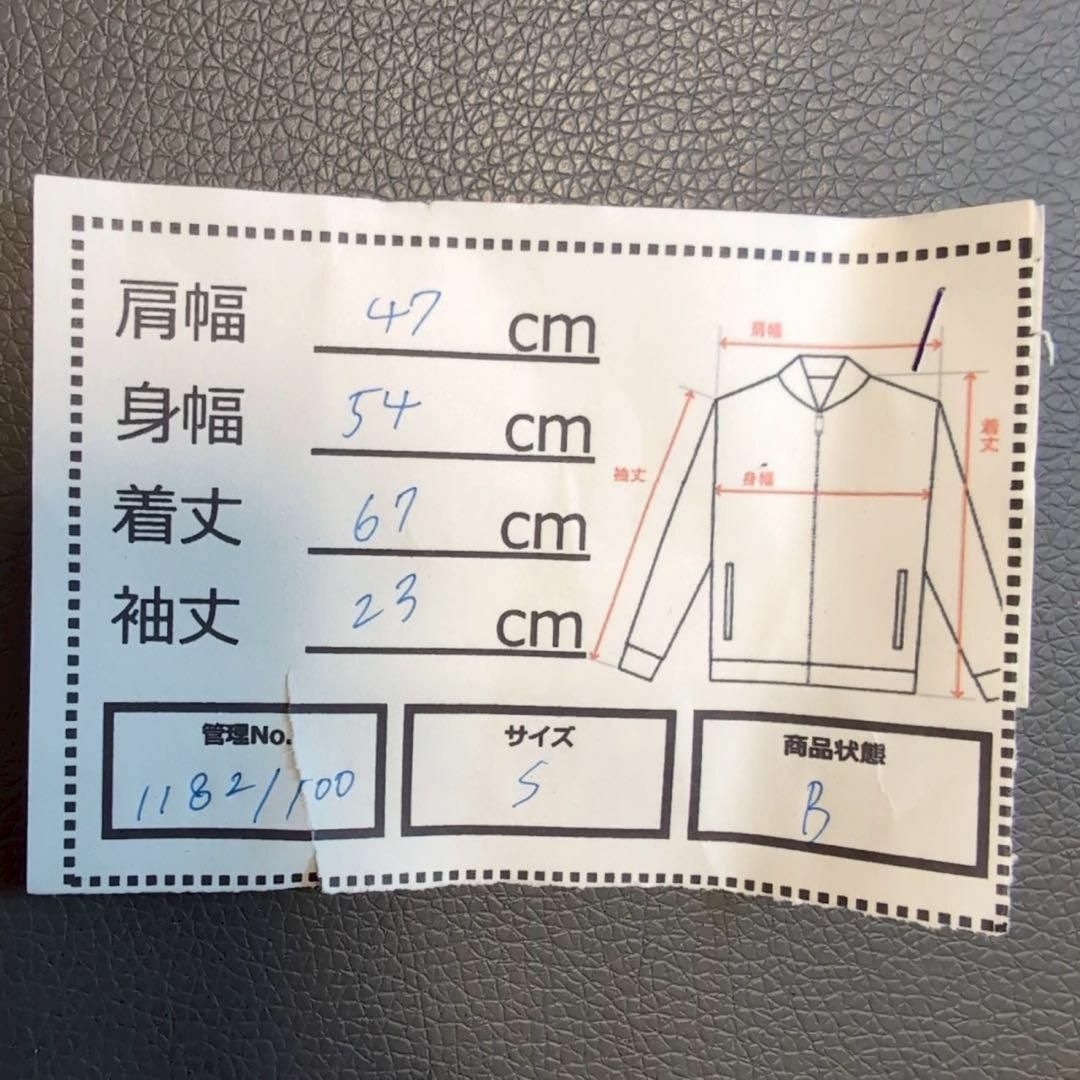 肩幅 47 cm
身幅 54 cm
着丈 67 cm
袖丈 23 cm
肩幅
着丈
袖丈
身幅
管理No.
1182/1500
サイズ
S
商品状態
B